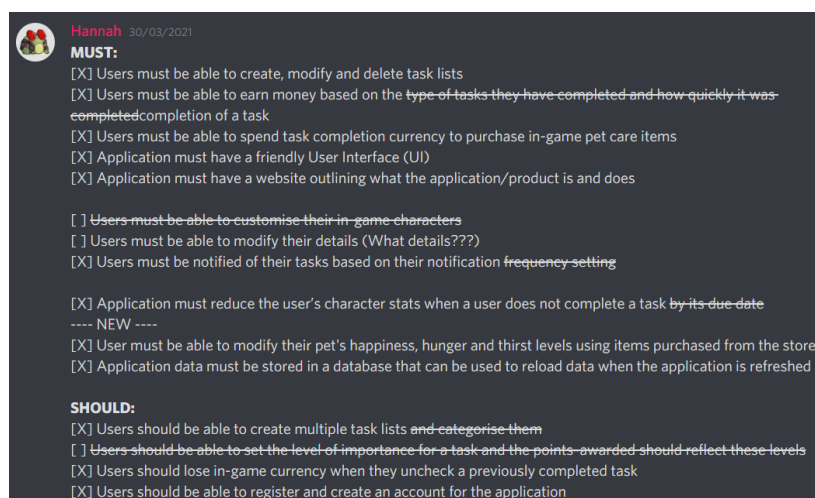 Hannah 30/03/2021
MUST:
[X] Users must be able to create, modify and delete task lists
[X] Users must be able to earn money based on the type of tasks they have completed and how quickly it was
completedcompletion of a task
[X] Users must be able to spend task completion currency to purchase in-game pet care items
[X] Application must have a friendly User Interface (UI)
[X] Application must have a website outlining what the application/product is and does
[ ] Users must be able to customise their in-game characters
[ ] Users must be able to modify their details (What details???)
[X] Users must be notified of their tasks based on their notification frequency setting
[X] Application must reduce the user's character stats when a user does not complete a task by its due date
---- NEW ----
[X] User must be able to modify their pet's happiness, hunger and thirst levels using items purchased from the store
[X] Application data must be stored in a database that can be used to reload data when the application is refreshed
SHOULD:
[X] Users should be able to create multiple task lists and categorise them
[ ] Users should be able to set the level of importance for a task and the points awarded should reflect these levels
[X] Users should lose in-game currency when they uncheck a previously completed task
[X] Users should be able to register and create an account for the application